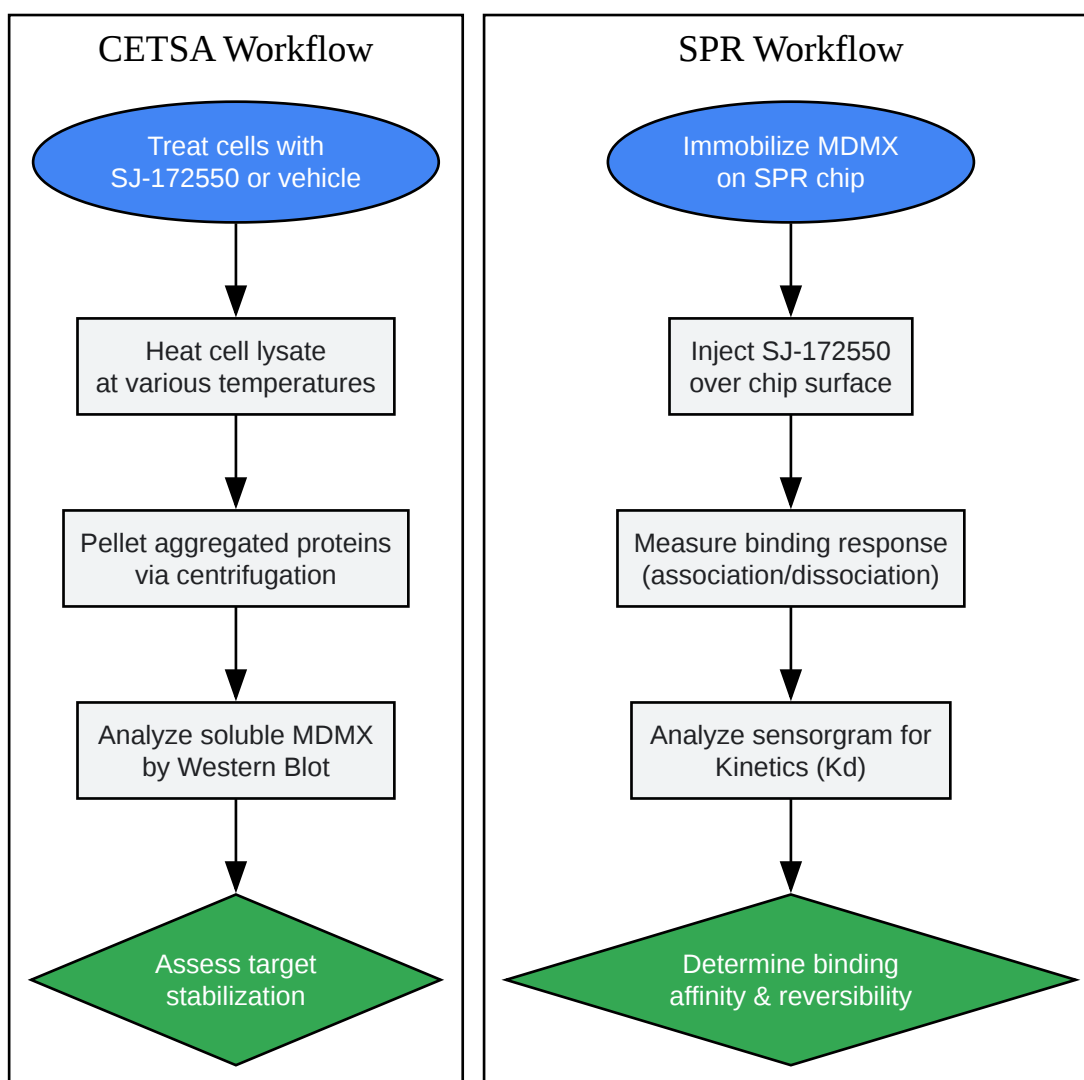 CETSA Workflow
Treat cells with
SJ-172550 or vehicle
Heat cell lysate
at various temperatures
Pellet aggregated proteins
via centrifugation
Analyze soluble MDMX
by Western Blot
Assess target
stabilization
SPR Workflow
Immobilize MDMX
on SPR chip
Inject SJ-172550
over chip surface
Measure binding response
(association/dissociation)
Analyze sensorgram for
Kinetics (Kd)
Determine binding
affinity & reversibility